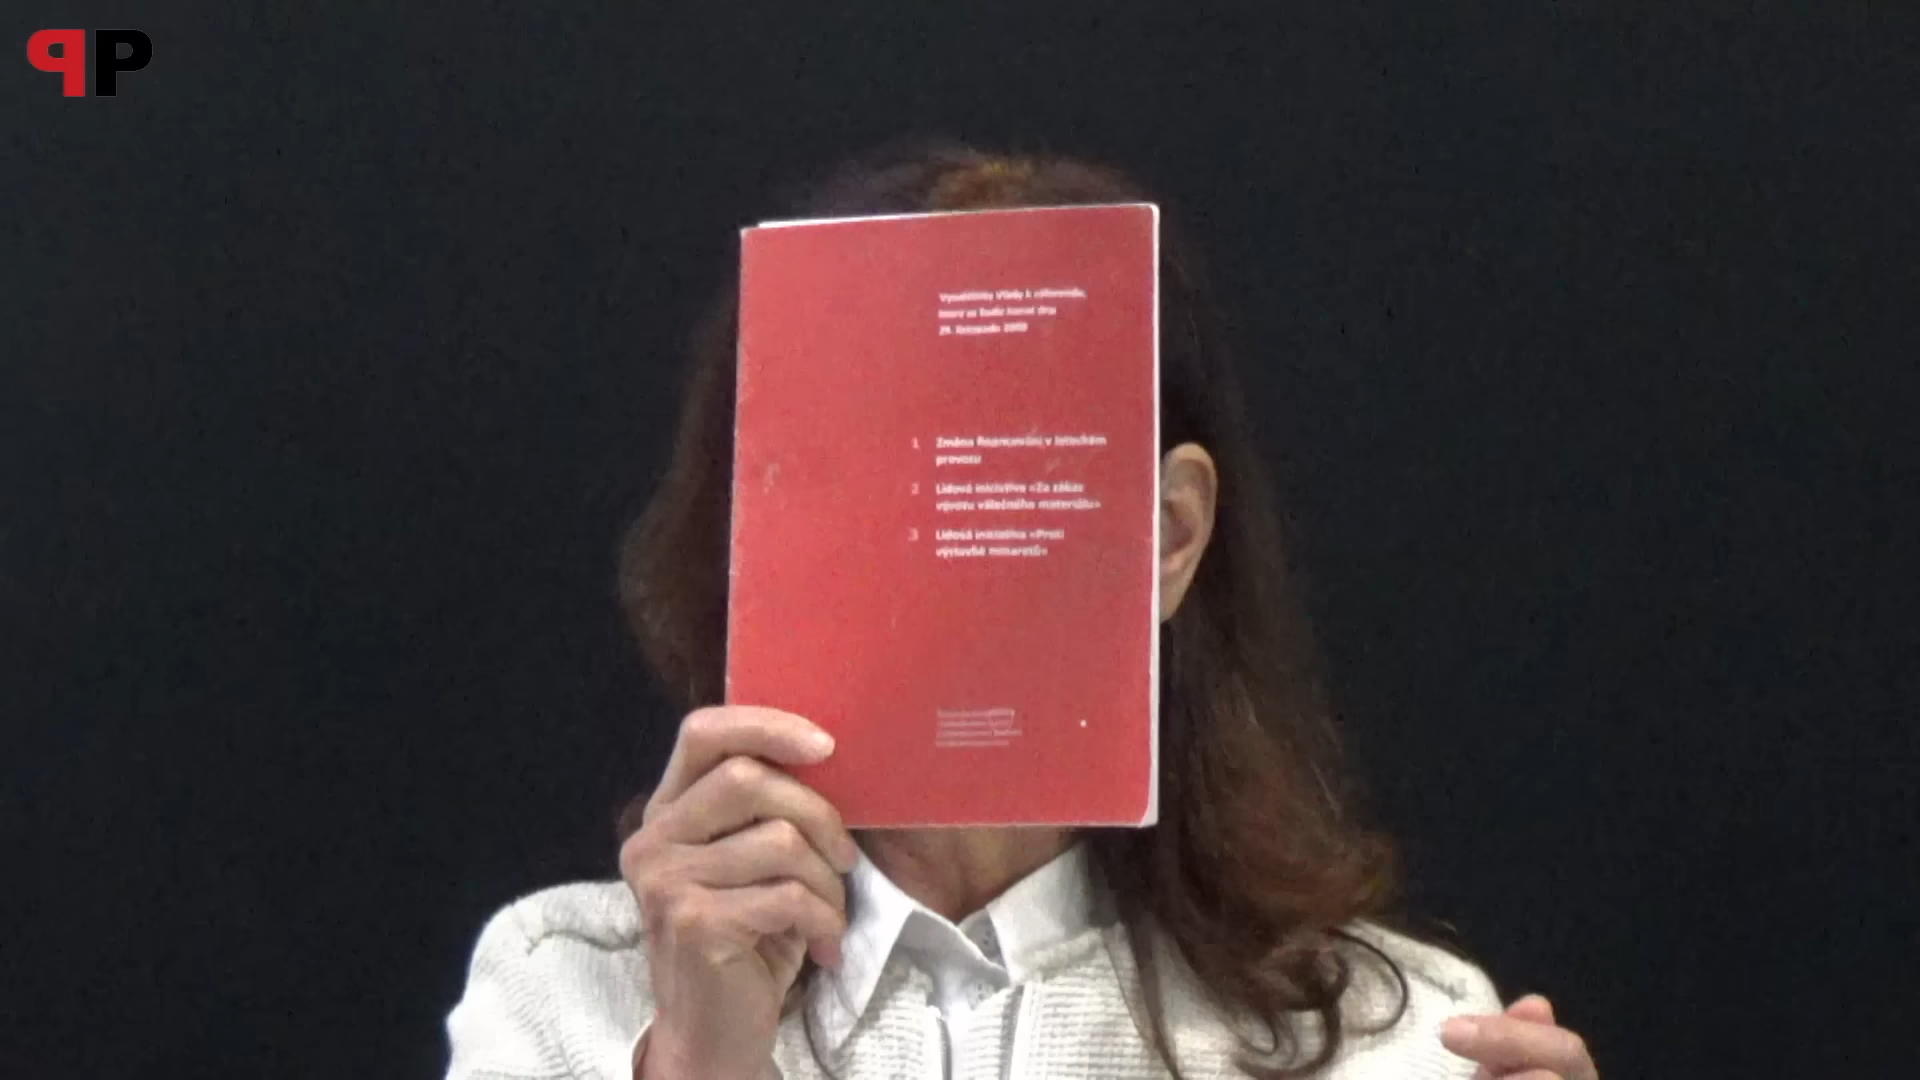 PP
Vysvětlivky Vlády k referendu,
které se bude konat dne
29. listopadu 2009
1 Změna financování v leteckém
provozu
2 Lidová iniciativa «Za zákaz
vývozu válečného materiálu»
3 Lidová iniciativa «Proti
výstavbě minaretů»